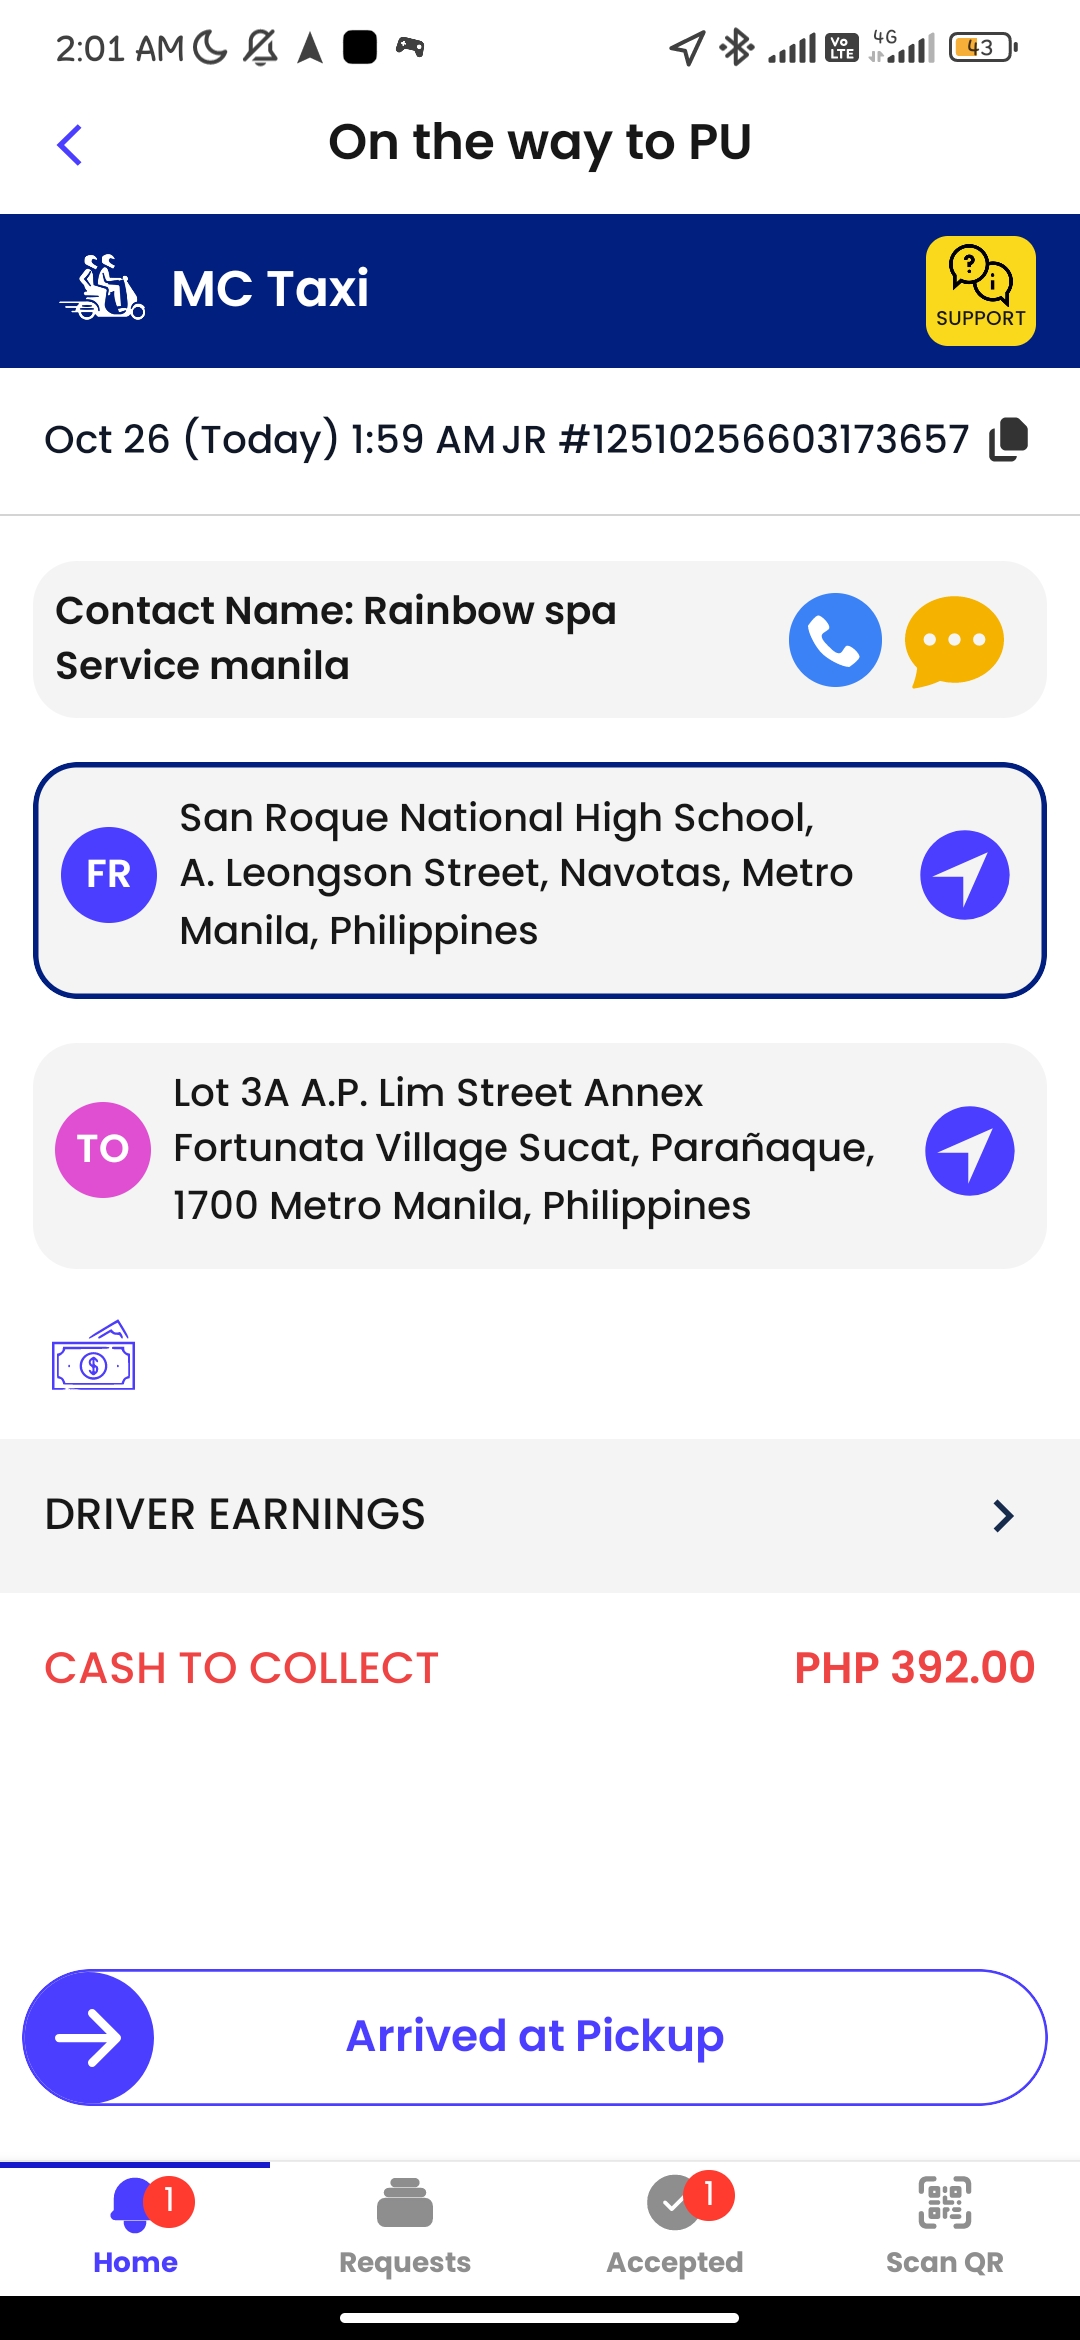 2:01 AM
Vo LTE 4G 43
On the way to PU
MC Taxi
SUPPORT
Oct 26 (Today) 1:59 AM JR #12510256603173657
Contact Name: Rainbow spa
Service manila
FR
San Roque National High School,
A. Leongson Street, Navotas, Metro
Manila, Philippines
TO
Lot 3A A.P. Lim Street Annex
Fortunata Village Sucat, Parañaque,
1700 Metro Manila, Philippines
DRIVER EARNINGS
CASH TO COLLECT PHP 392.00
Arrived at Pickup
1 1
Home Requests Accepted Scan QR